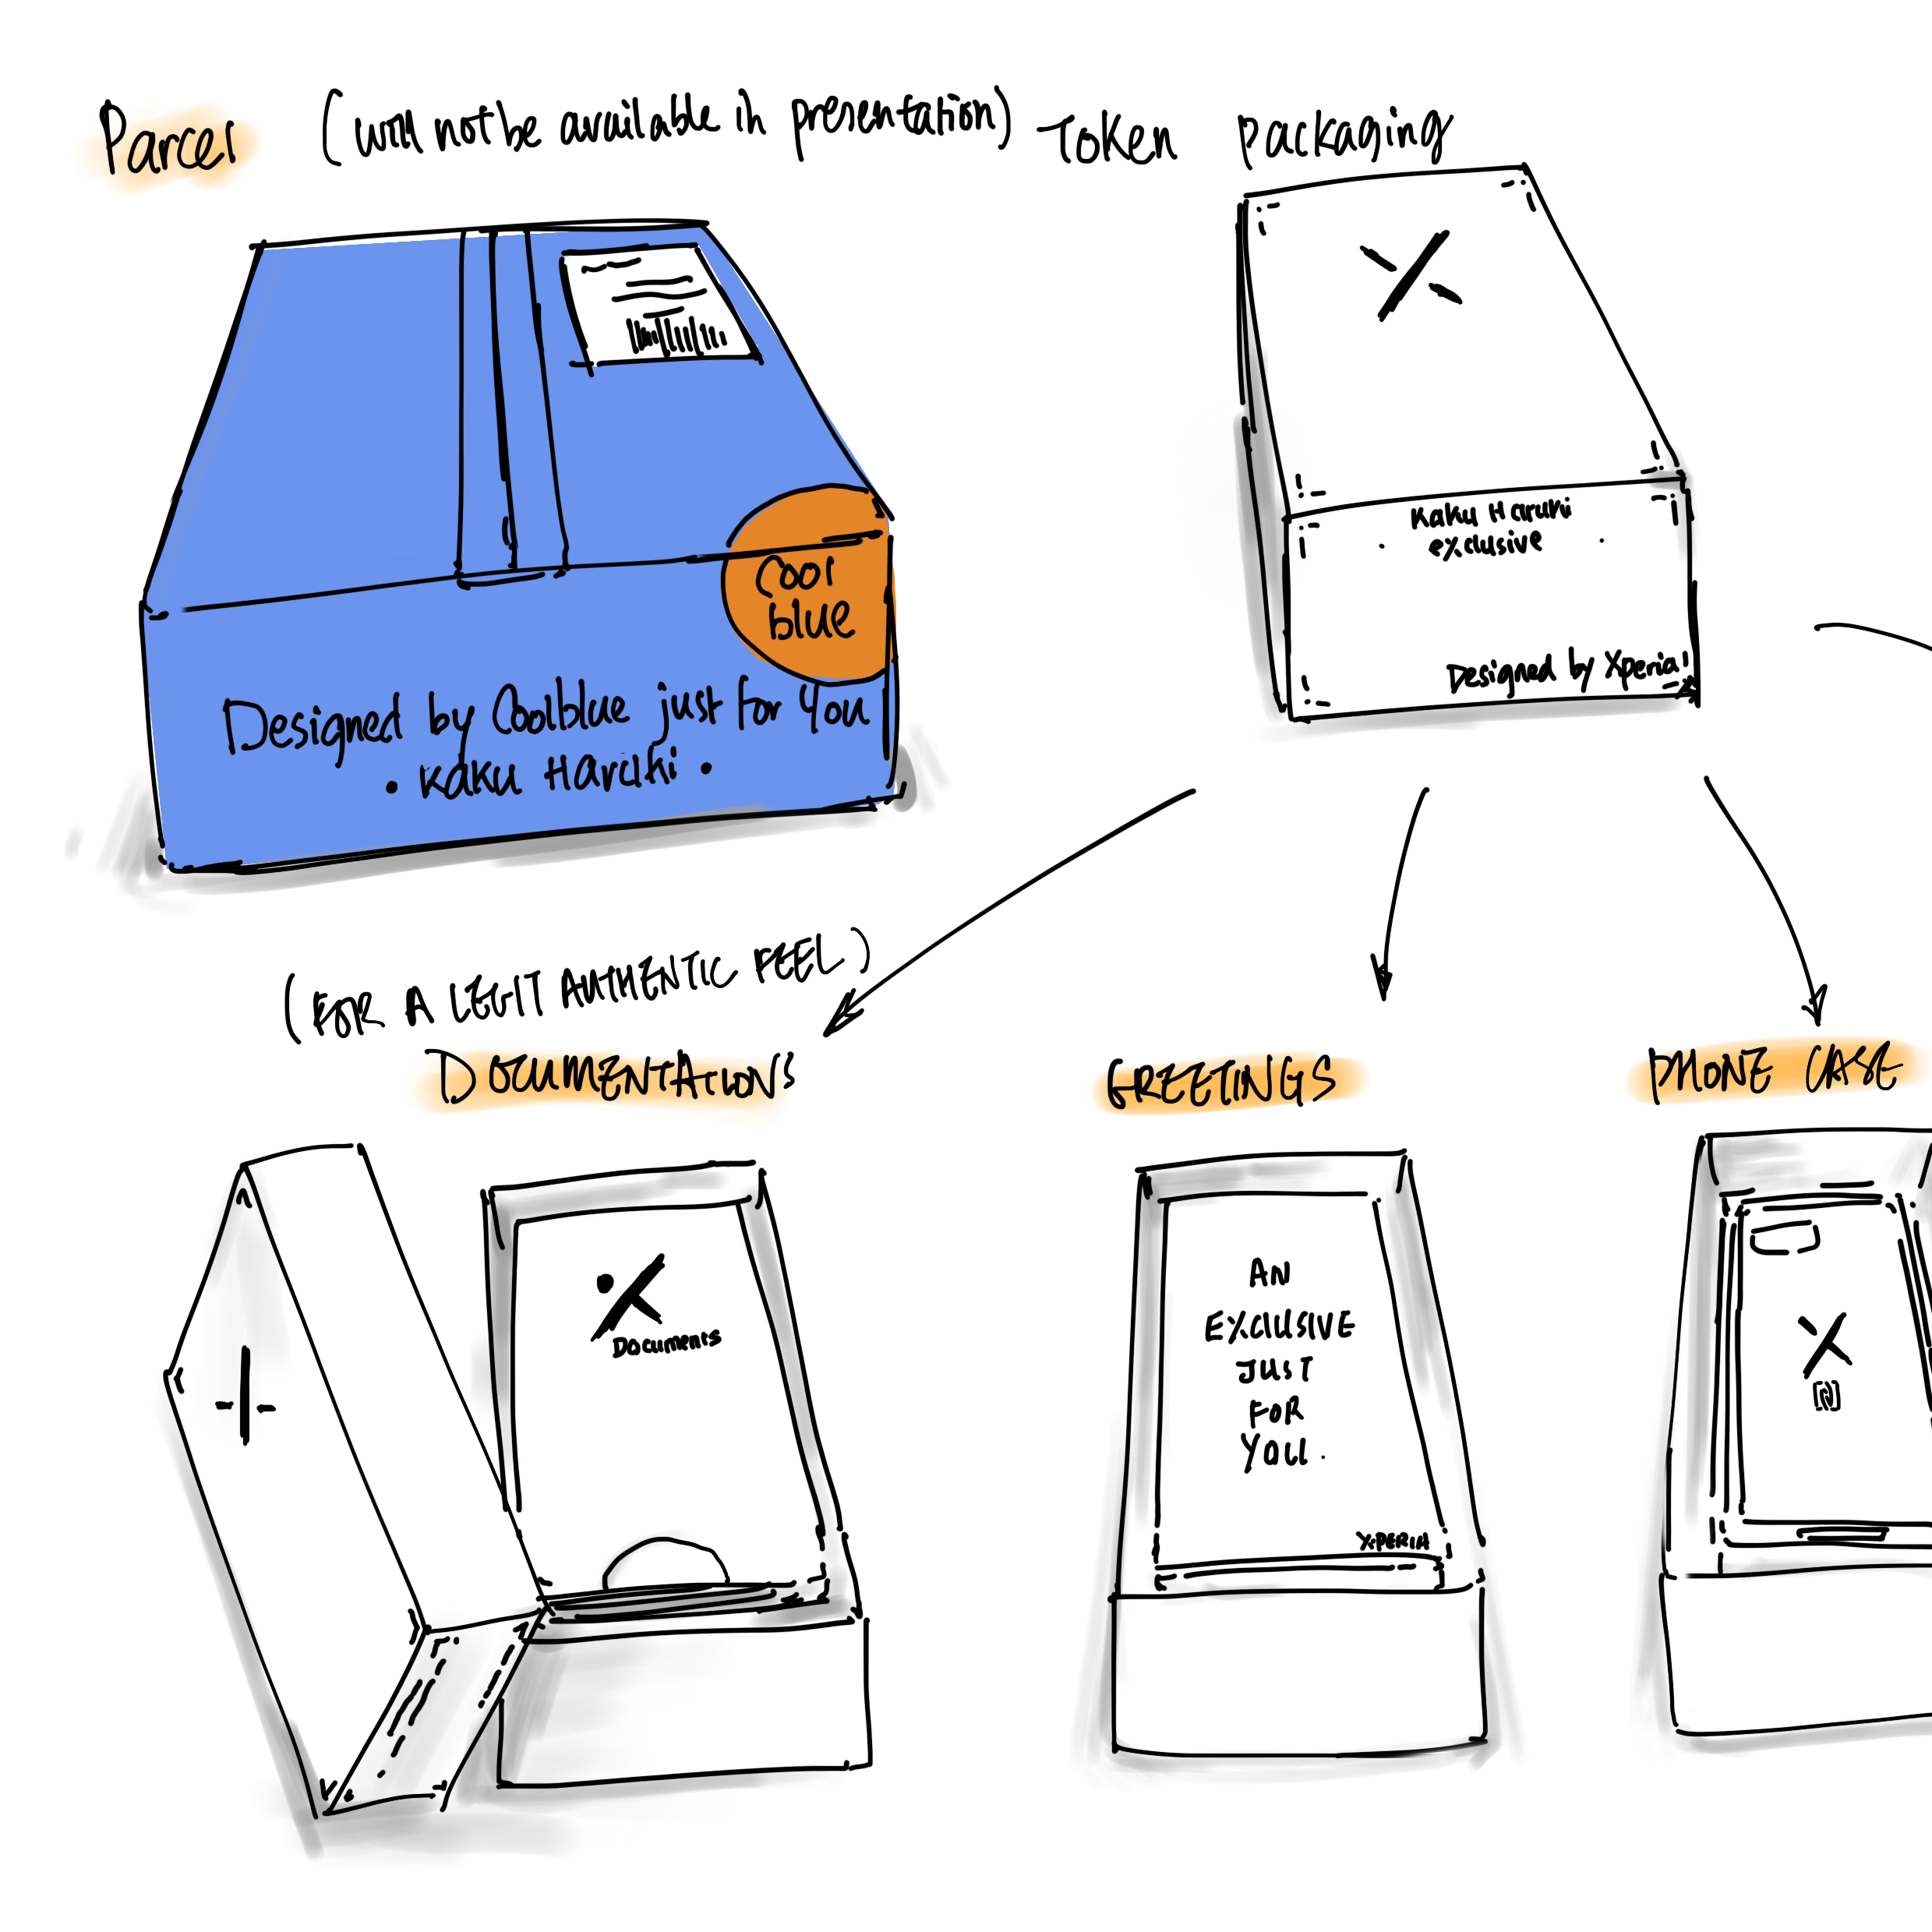 Parcel (will not be available in presentation)
Token Packaging
Cool
blue
Designed by Coolblue just for You
• Kaku Haruki •
X
Kaku Haruki
exclusive
Designed by Xperia
(FOR A LEGIT AUTHENTIC FEEL)
DOCUMENTATIONS
GREETINGS
PHONE CASE
X
Documents
AN
EXCLUSIVE
JUST
FOR
YOU.
XPERIA
X